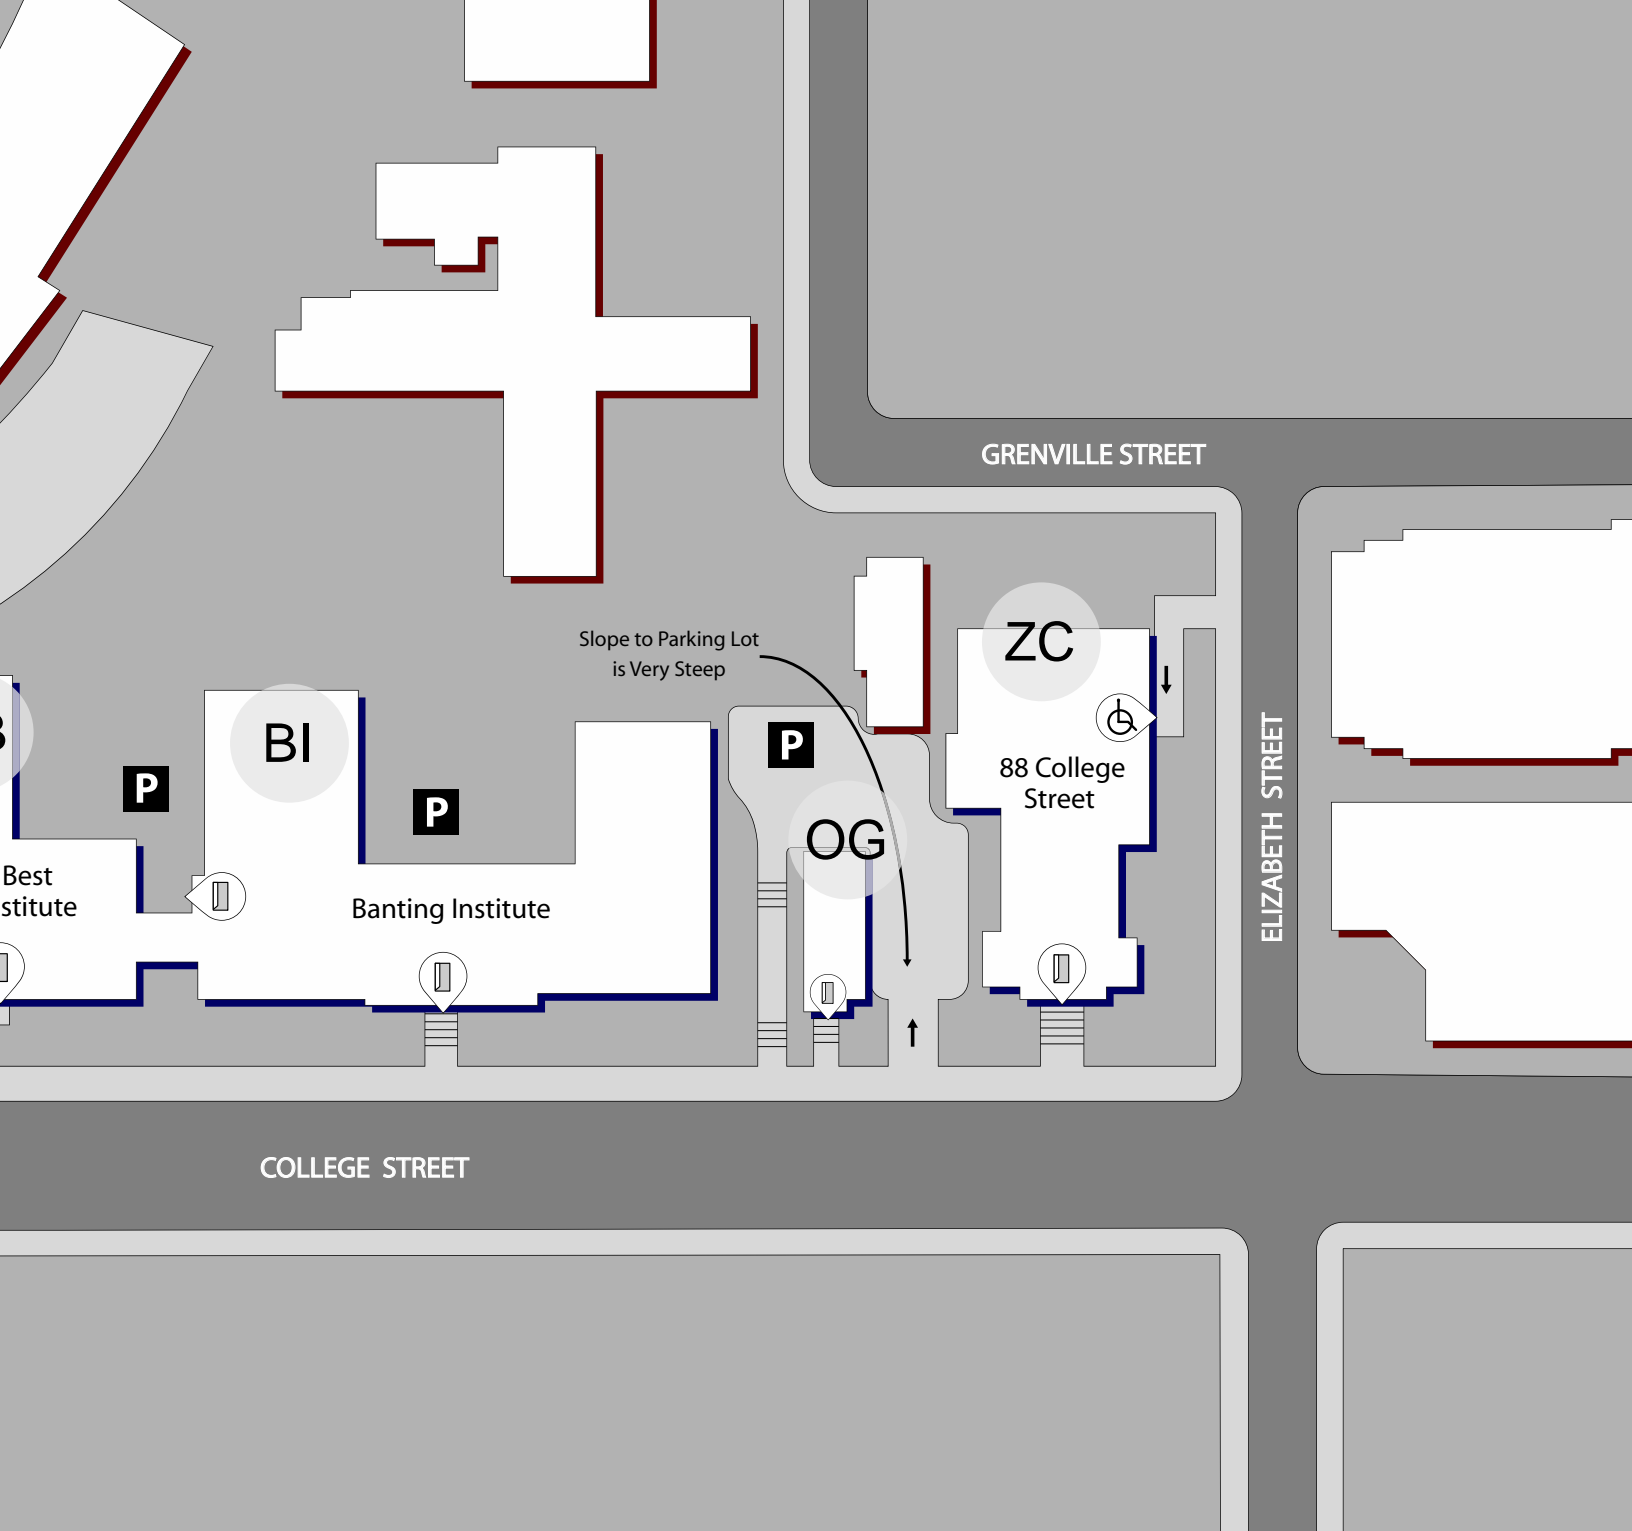 GRENVILLE STREET
ZC
Slope to Parking Lot
is Very Steep
BI
P
P
P
88 College
Street
OG
ELIZABETH STREET
Best
stitute
Banting Institute
COLLEGE STREET